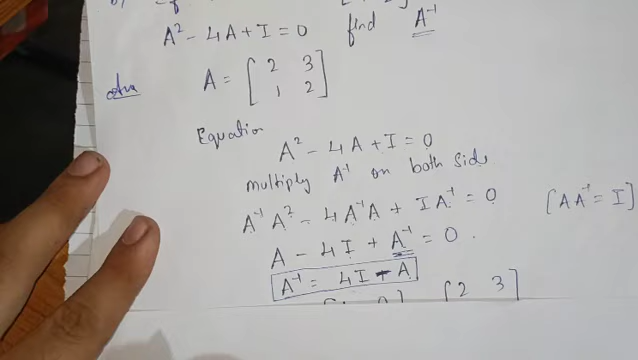 A² - 4A + I = 0 find A⁻¹
Ans A = [2 3
1 2]
Equation
A² - 4A + I = 0
multiply A⁻¹ on both side
A⁻¹A² - 4A⁻¹A + IA⁻¹ = 0 [AA⁻¹ = I]
A - 4I + A⁻¹ = 0.
A⁻¹ = 4I - A
[2 3]